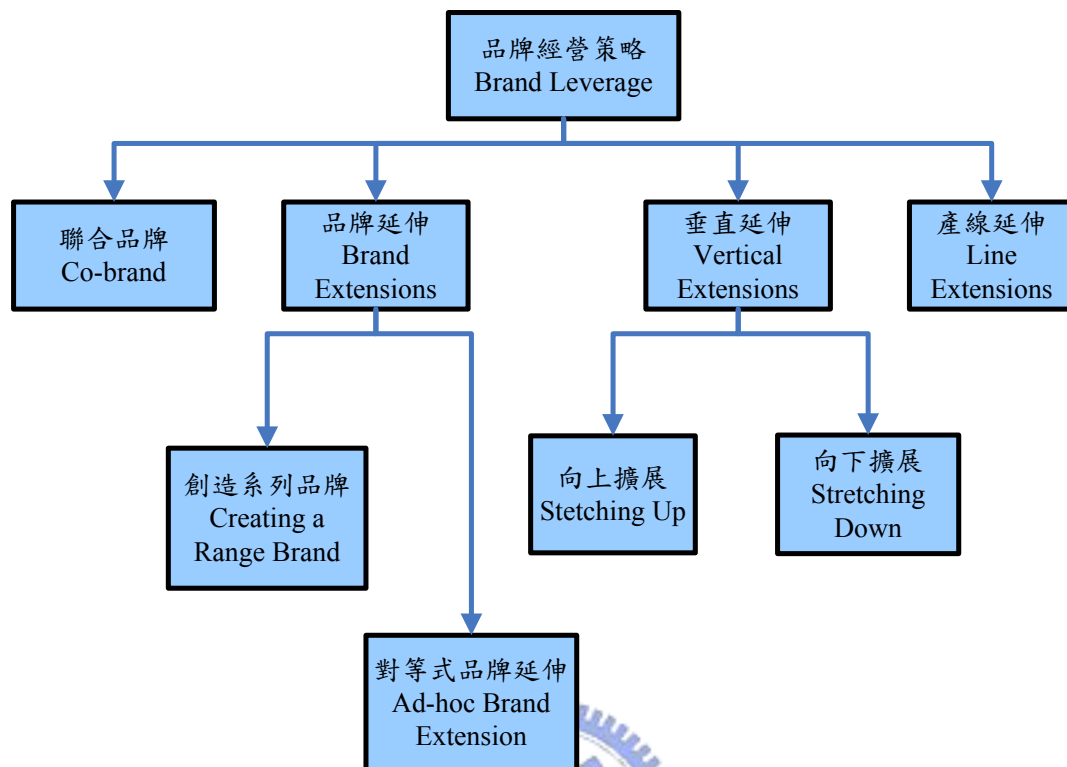 品牌經營策略
Brand Leverage
聯合品牌
Co-brand
品牌延伸
Brand
Extensions
垂直延伸
Vertical
Extensions
產線延伸
Line
Extensions
創造系列品牌
Creating a
Range Brand
向上擴展
Stetching Up
向下擴展
Stretching
Down
對等式品牌延伸
Ad-hoc Brand
Extension